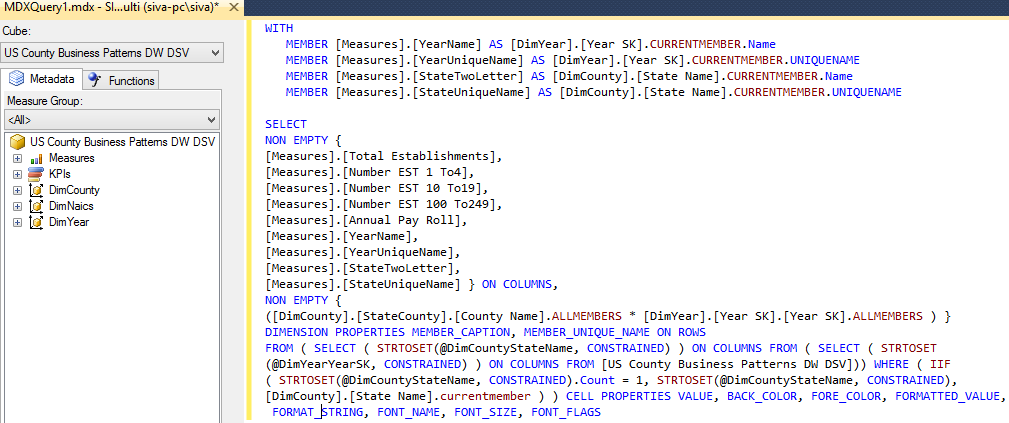 MDXQuery1.mdx - Sl...ulti (siva-pc\siva)*
Cube:
US County Business Patterns DW DSV
Metadata
Functions
Measure Group:
<All>
US County Business Patterns DW DSV
Measures
KPIs
DimCounty
DimNaics
DimYear
WITH
MEMBER [Measures].[YearName] AS [DimYear].[Year SK].CURRENTMEMBER.Name
MEMBER [Measures].[YearUniqueName] AS [DimYear].[Year SK].CURRENTMEMBER.UNIQUENAME
MEMBER [Measures].[StateTwoLetter] AS [DimCounty].[State Name].CURRENTMEMBER.Name
MEMBER [Measures].[StateUniqueName] AS [DimCounty].[State Name].CURRENTMEMBER.UNIQUENAME
SELECT
NON EMPTY {
[Measures].[Total Establishments],
[Measures].[Number EST 1 To4],
[Measures].[Number EST 10 To19],
[Measures].[Number EST 100 To249],
[Measures].[Annual Pay Roll],
[Measures].[YearName],
[Measures].[YearUniqueName],
[Measures].[StateTwoLetter],
[Measures].[StateUniqueName] } ON COLUMNS,
NON EMPTY {
([DimCounty].[StateCounty].[County Name].ALLMEMBERS * [DimYear].[Year SK].[Year SK].ALLMEMBERS ) }
DIMENSION PROPERTIES MEMBER_CAPTION, MEMBER_UNIQUE_NAME ON ROWS
FROM ( SELECT ( STRTOSET(@DimCountyStateName, CONSTRAINED) ) ON COLUMNS FROM ( SELECT ( STRTOSET
(@DimYearYearSK, CONSTRAINED) ) ON COLUMNS FROM [US County Business Patterns DW DSV])) WHERE ( IIF
( STRTOSET(@DimCountyStateName, CONSTRAINED).Count = 1, STRTOSET(@DimCountyStateName, CONSTRAINED),
[DimCounty].[State Name].currentmember ) ) CELL PROPERTIES VALUE, BACK_COLOR, FORE_COLOR, FORMATTED_VALUE,
FORMAT_STRING, FONT_NAME, FONT_SIZE, FONT_FLAGS